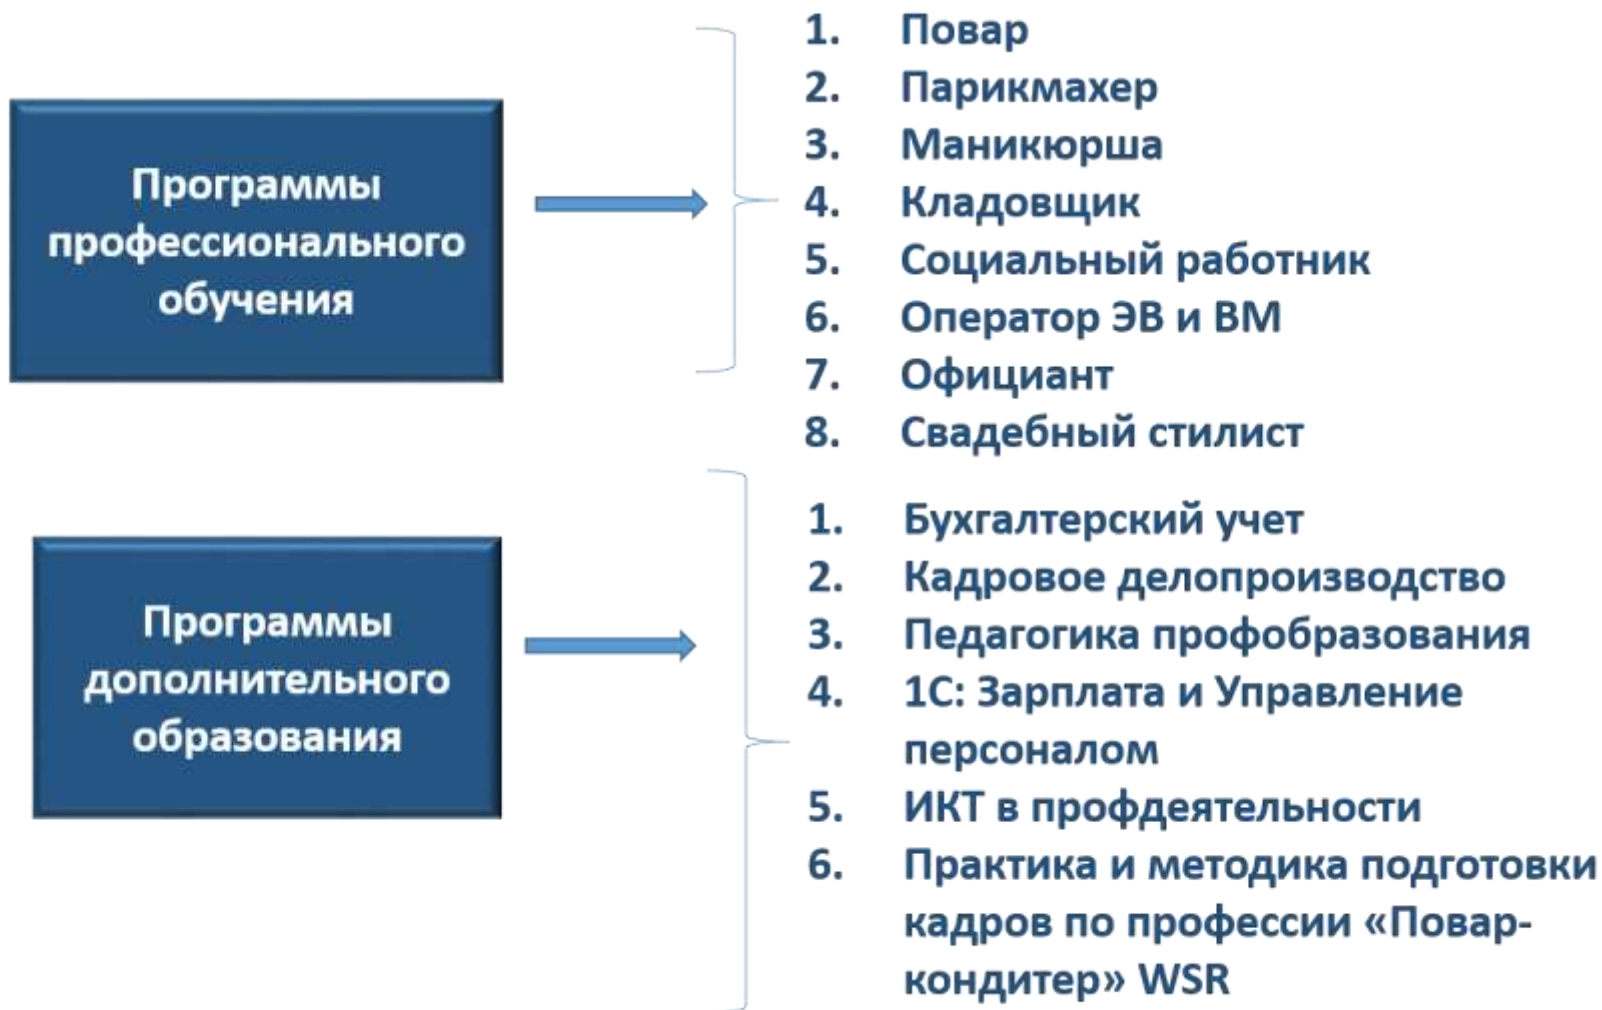 Программы
профессионального
обучения
1. Повар
2. Парикмахер
3. Маникюрша
4. Кладовщик
5. Социальный работник
6. Оператор ЭВ и ВМ
7. Официант
8. Свадебный стилист
Программы
дополнительного
образования
1. Бухгалтерский учет
2. Кадровое делопроизводство
3. Педагогика профобразования
4. 1С: Зарплата и Управление
персоналом
5. ИКТ в профдеятельности
6. Практика и методика подготовки
кадров по профессии «Повар-
кондитер» WSR